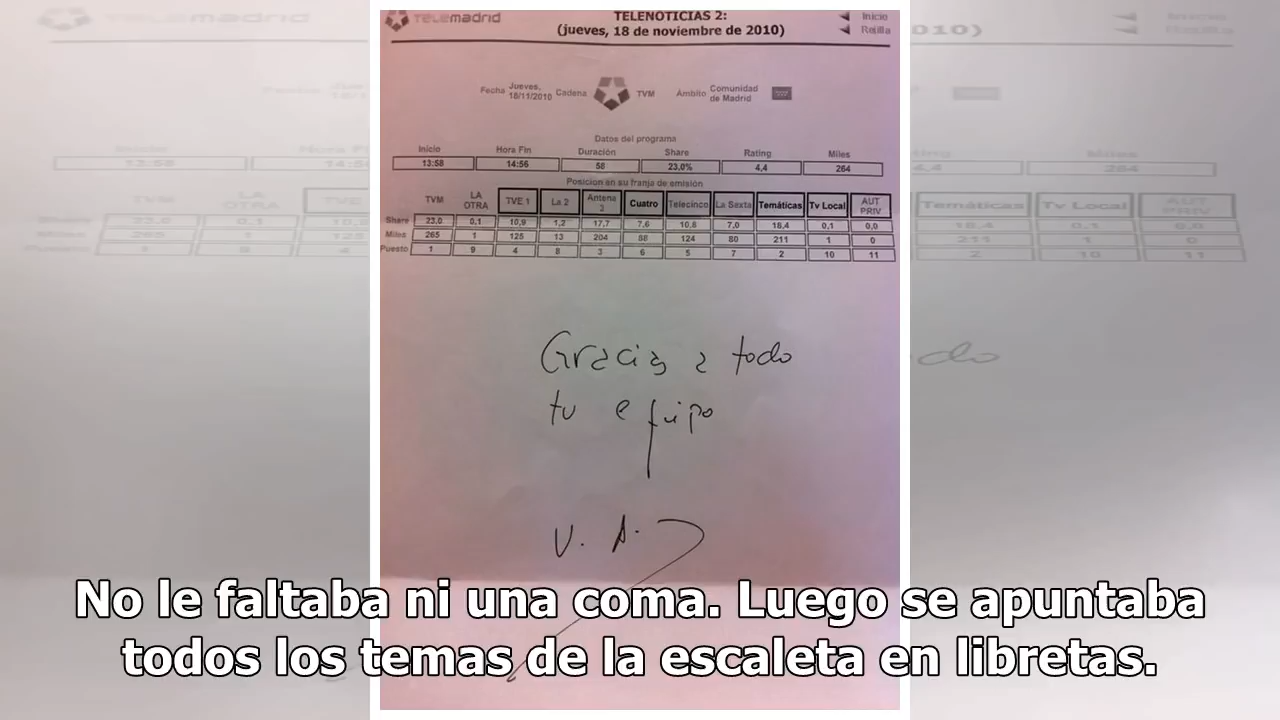 TELEMADRID
TELENOTICIAS 2:
(jueves, 18 de noviembre de 2010)
Inicio
Rejilla
Fecha Jueves, 18/11/2010 Cadena TVM Ámbito Comunidad de Madrid
Datos del programa
Inicio Hora Fin Duración Share Rating Miles
13:58 14:56 58 23,0% 4,4 264
Posicion en su franja de emisión
TVM LA OTRA TVE 1 La 2 Antena 3 Cuatro Telecinco La Sexta Temáticas Tv Local AUT PRIV
Share 23,0 0,1 10,9 1,2 17,7 7,6 10,8 7,0 18,4 0,1 0,0
Miles 265 1 125 13 204 88 124 80 211 1 0
Puesto 1 9 4 8 3 6 5 7 2 10 11
Gracias a todo
tu equipo
V. A.
No le faltaba ni una coma. Luego se apuntaba
todos los temas de la escaleta en libretas.